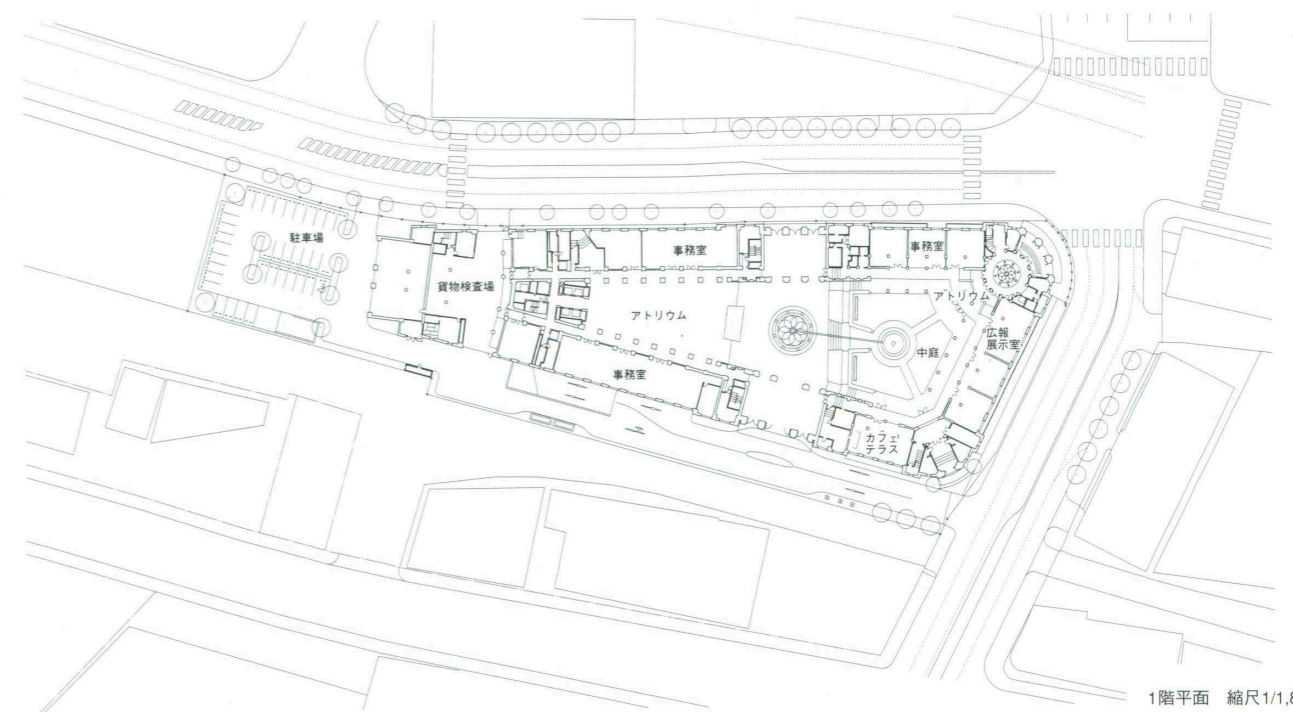 駐車場
貨物検査場
事務室
アトリウム
事務室
事務室
アトリウム
広報
展示室
中庭
カフェ
テラス
1階平面 縮尺1/1,8